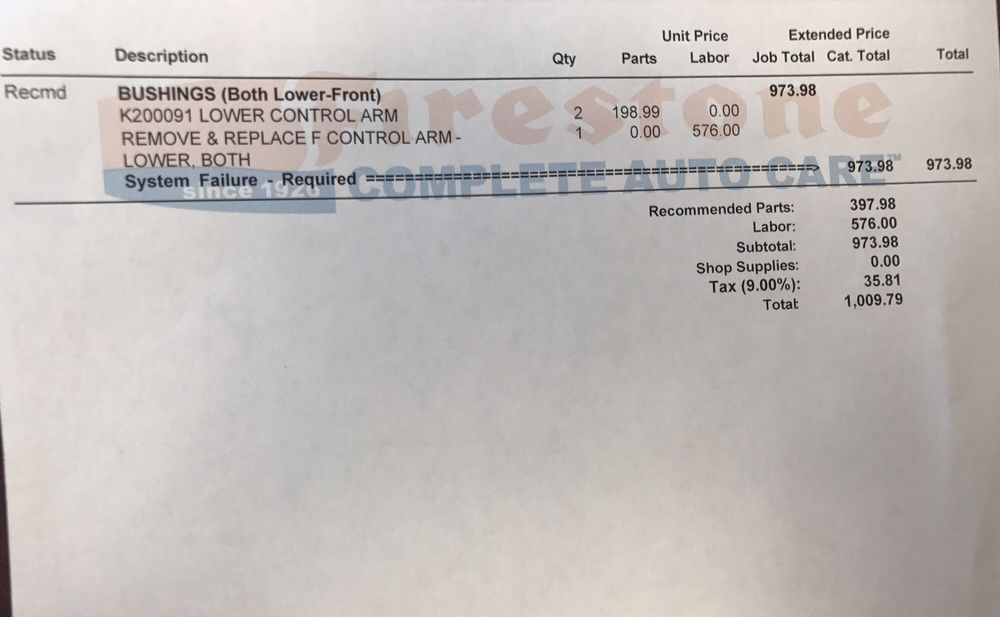 Unit Price Extended Price
Status Description Qty Parts Labor Job Total Cat. Total Total
Recmd BUSHINGS (Both Lower-Front) 973.98
K200091 LOWER CONTROL ARM 2 198.99 0.00
REMOVE & REPLACE F CONTROL ARM - 1 0.00 576.00
LOWER, BOTH
System Failure - Required ==================================================> 973.98 973.98
Firestone
COMPLETE AUTO CARE™
since 1926
Recommended Parts: 397.98
Labor: 576.00
Subtotal: 973.98
Shop Supplies: 0.00
Tax (9.00%): 35.81
Total: 1,009.79